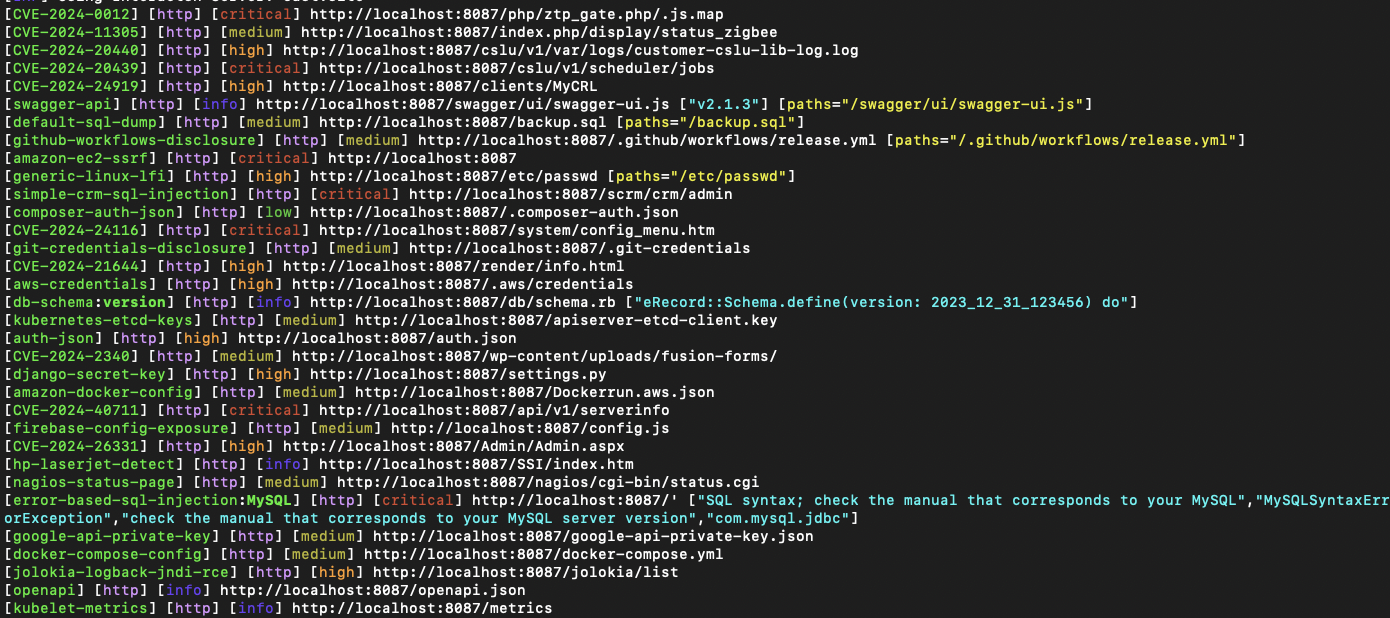 [CVE-2024-0012] [http] [critical] http://localhost:8087/php/ztp_gate.php/.js.map
[CVE-2024-11305] [http] [medium] http://localhost:8087/index.php/display/status_zigbee
[CVE-2024-20440] [http] [high] http://localhost:8087/cslu/v1/var/logs/customer-cslu-lib-log.log
[CVE-2024-20439] [http] [critical] http://localhost:8087/cslu/v1/scheduler/jobs
[CVE-2024-24919] [http] [high] http://localhost:8087/clients/MyCRL
[swagger-api] [http] [info] http://localhost:8087/swagger/ui/swagger-ui.js ["v2.1.3"] [paths="/swagger/ui/swagger-ui.js"]
[default-sql-dump] [http] [medium] http://localhost:8087/backup.sql [paths="/backup.sql"]
[github-workflows-disclosure] [http] [medium] http://localhost:8087/.github/workflows/release.yml [paths="/.github/workflows/release.yml"]
[amazon-ec2-ssrf] [http] [critical] http://localhost:8087
[generic-linux-lfi] [http] [high] http://localhost:8087/etc/passwd [paths="/etc/passwd"]
[simple-crm-sql-injection] [http] [critical] http://localhost:8087/scrm/crm/admin
[composer-auth-json] [http] [low] http://localhost:8087/.composer-auth.json
[CVE-2024-24116] [http] [critical] http://localhost:8087/system/config_menu.htm
[git-credentials-disclosure] [http] [medium] http://localhost:8087/.git-credentials
[CVE-2024-21644] [http] [high] http://localhost:8087/render/info.html
[aws-credentials] [http] [high] http://localhost:8087/.aws/credentials
[db-schema:version] [http] [info] http://localhost:8087/db/schema.rb ["eRecord::Schema.define(version: 2023_12_31_123456) do"]
[kubernetes-etcd-keys] [http] [medium] http://localhost:8087/apiserver-etcd-client.key
[auth-json] [http] [high] http://localhost:8087/auth.json
[CVE-2024-2340] [http] [medium] http://localhost:8087/wp-content/uploads/fusion-forms/
[django-secret-key] [http] [high] http://localhost:8087/settings.py
[amazon-docker-config] [http] [medium] http://localhost:8087/Dockerrun.aws.json
[CVE-2024-40711] [http] [critical] http://localhost:8087/api/v1/serverinfo
[firebase-config-exposure] [http] [medium] http://localhost:8087/config.js
[CVE-2024-26331] [http] [high] http://localhost:8087/Admin/Admin.aspx
[hp-laserjet-detect] [http] [info] http://localhost:8087/SSI/index.htm
[nagios-status-page] [http] [medium] http://localhost:8087/nagios/cgi-bin/status.cgi
[error-based-sql-injection:MySQL] [http] [critical] http://localhost:8087/' ["SQL syntax; check the manual that corresponds to your MySQL","MySQLSyntaxErr
orException","check the manual that corresponds to your MySQL server version","com.mysql.jdbc"]
[google-api-private-key] [http] [medium] http://localhost:8087/google-api-private-key.json
[docker-compose-config] [http] [medium] http://localhost:8087/docker-compose.yml
[jolokia-logback-jndi-rce] [http] [high] http://localhost:8087/jolokia/list
[openapi] [http] [info] http://localhost:8087/openapi.json
[kubelet-metrics] [http] [info] http://localhost:8087/metrics